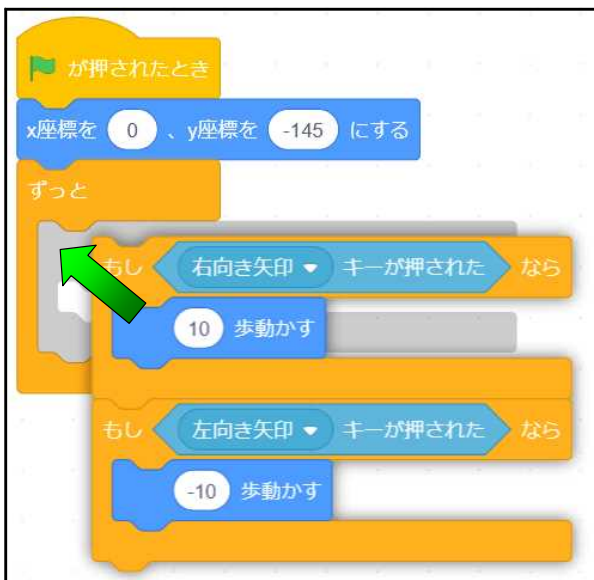 が押されたとき
x座標を 0 、y座標を -145 にする
ずっと
もし 右向き矢印 キーが押された なら
10 歩動かす
もし 左向き矢印 キーが押された なら
-10 歩動かす